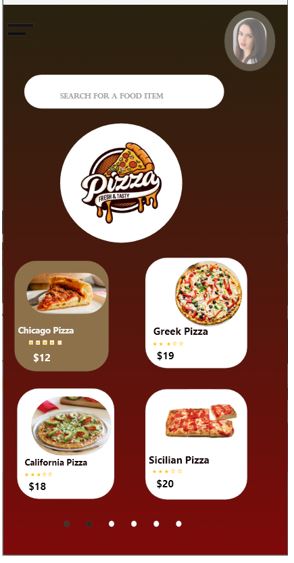 SEARCH FOR A FOOD ITEM
Pizza
FRESH & TASTY
Chicago Pizza
$12
Greek Pizza
$19
California Pizza
$18
Sicilian Pizza
$20